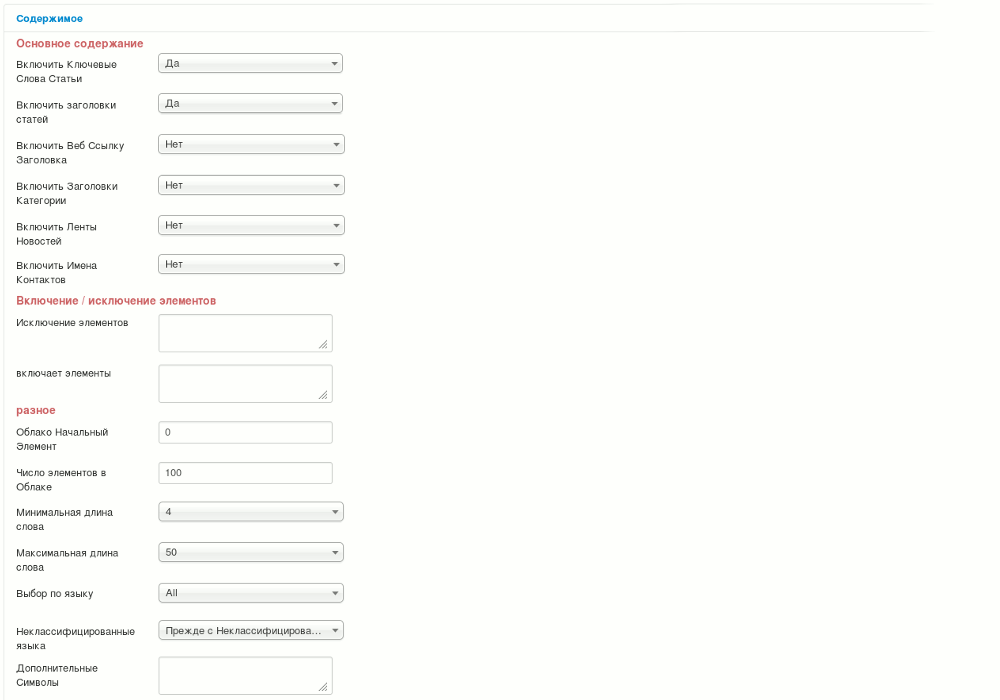 Содержимое
Основное содержание
Включить Ключевые
Слова Статьи
Да
Включить заголовки
статей
Да
Включить Веб Ссылку
Заголовка
Нет
Включить Заголовки
Категории
Нет
Включить Ленты
Новостей
Нет
Включить Имена
Контактов
Нет
Включение / исключение элементов
Исключение элементов
включает элементы
разное
Облако Начальный
Элемент
0
Число элементов в
Облаке
100
Минимальная длина
слова
4
Максимальная длина
слова
50
Выбор по языку
All
Неклассифицированные
языка
Прежде с Неклассифицирова...
Дополнительные
Символы